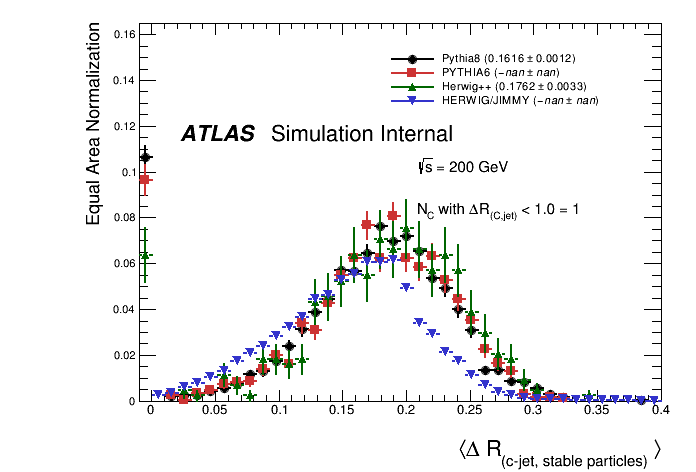 Equal Area Normalization
0.16
0.14
0.12
0.1
0.08
0.06
0.04
0.02
0
Pythia8 (0.1616 ± 0.0012)
PYTHIA6 (−nan ± nan)
Herwig++ (0.1762 ± 0.0033)
HERWIG/JIMMY (−nan ± nan)
ATLAS Simulation Internal
√s = 200 GeV
N_C with ΔR_(C,jet) < 1.0 = 1
0 0.05 0.1 0.15 0.2 0.25 0.3 0.35 0.4
⟨Δ R_(c-jet, stable particles)⟩